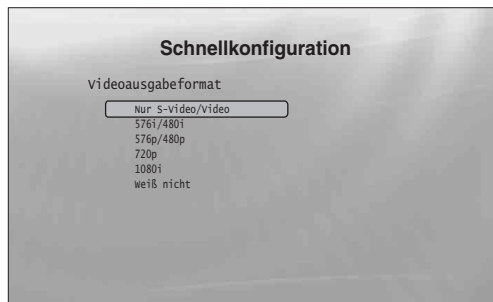 Schnellkonfiguration
Videoausgabeformat
Nur S-Video/Video
576i/480i
576p/480p
720p
1080i
Weiß nicht